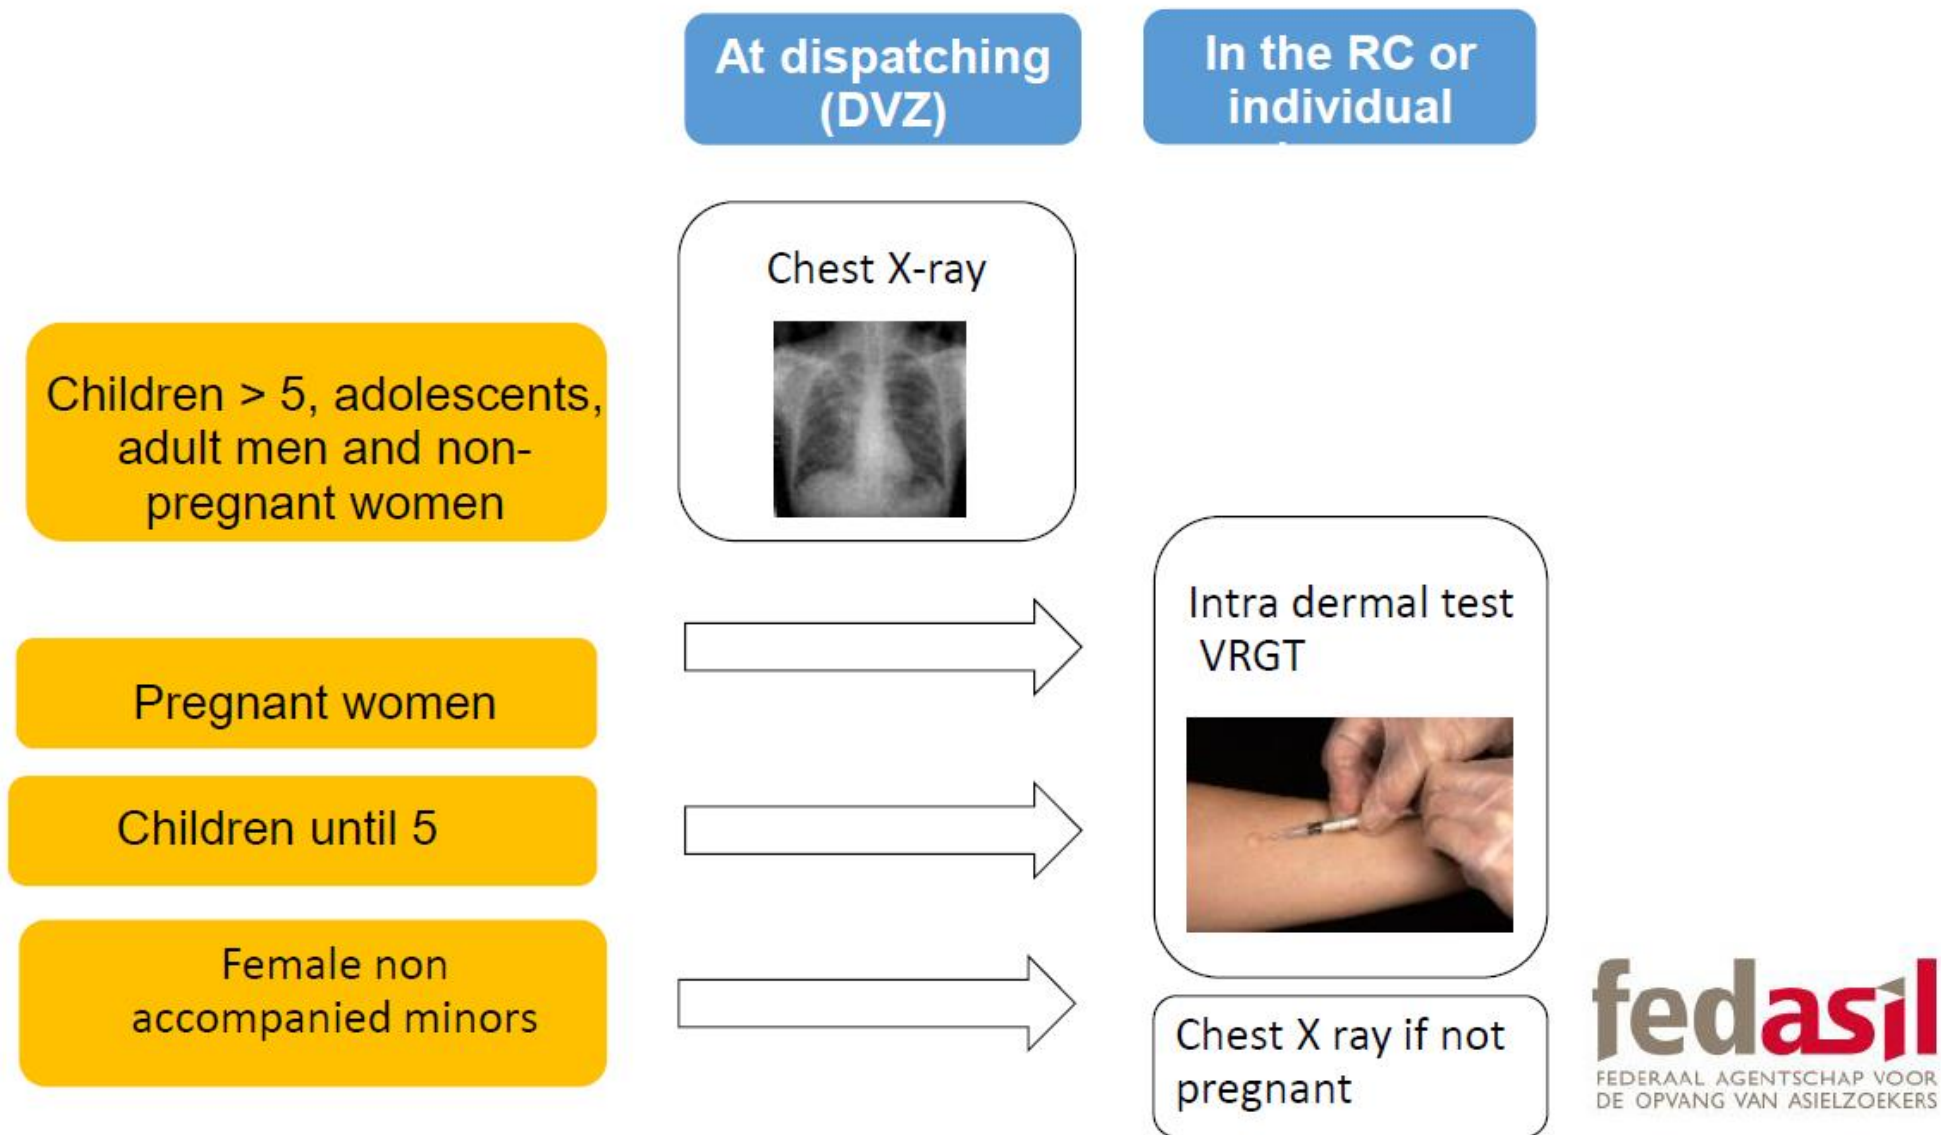 At dispatching
(DVZ)
In the RC or
individual
Chest X-ray
Children > 5, adolescents,
adult men and non-
pregnant women
Intra dermal test
VRGT
Pregnant women
Children until 5
Female non
accompanied minors
Chest X ray if not
pregnant
fedasil
FEDERAAL AGENTSCHAP VOOR
DE OPVANG VAN ASIELZOEKERS